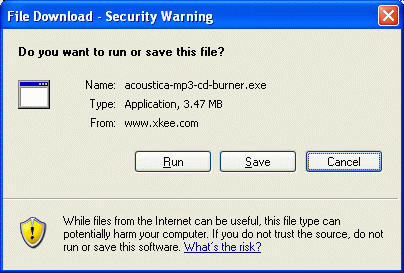 File Download - Security Warning
Do you want to run or save this file?
Name: acoustica-mp3-cd-burner.exe
Type: Application, 3.47 MB
From: www.xkee.com
Run Save Cancel
While files from the Internet can be useful, this file type can
potentially harm your computer. If you do not trust the source, do not
run or save this software. What's the risk?